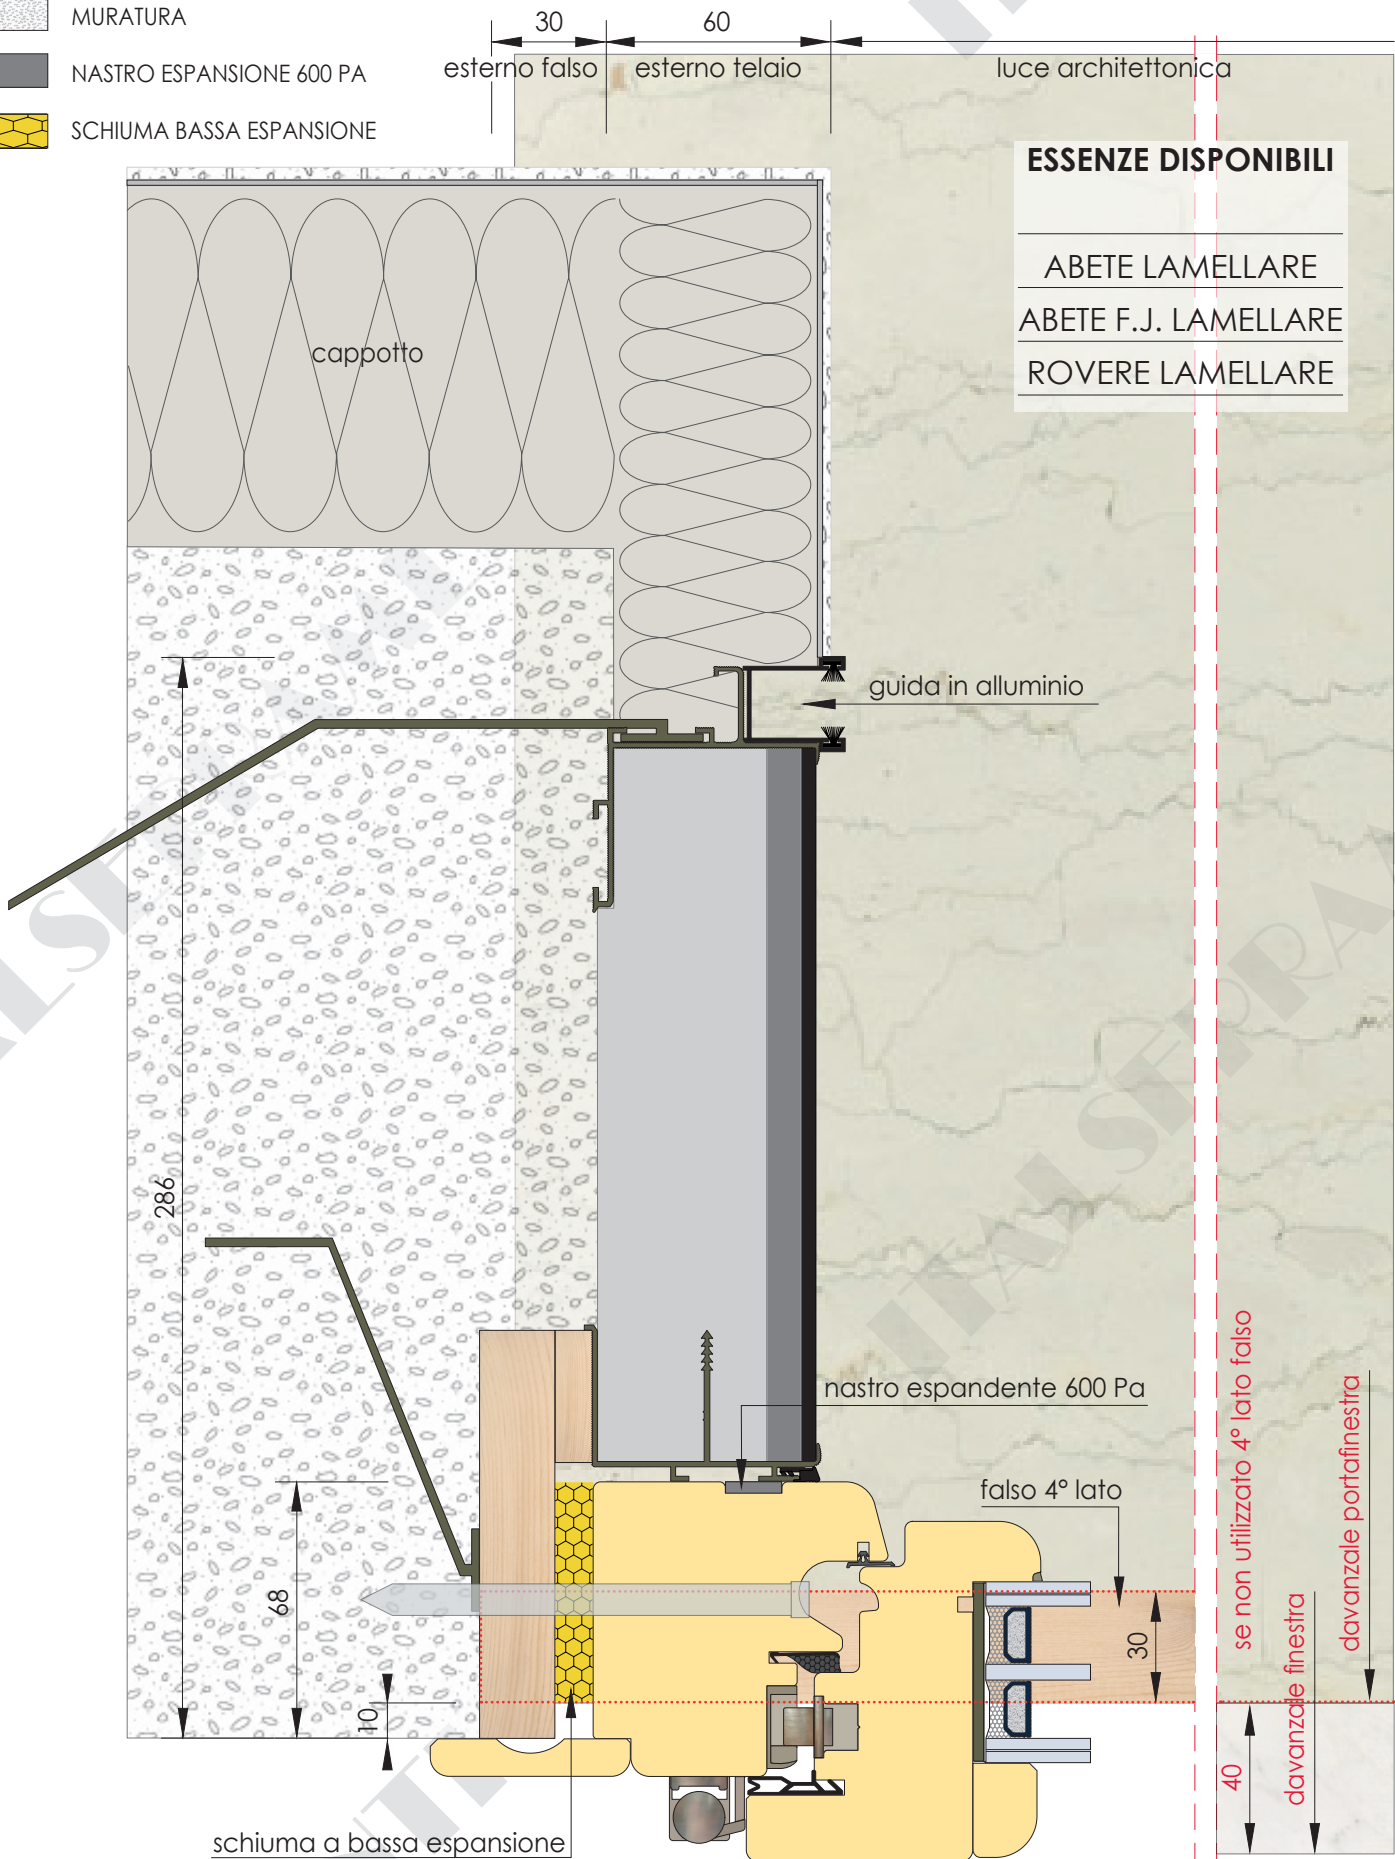 MURATURA
NASTRO ESPANSIONE 600 PA
SCHIUMA BASSA ESPANSIONE
30
60
esterno falso
esterno telaio
luce architettonica
ESSENZE DISPONIBILI
ABETE LAMELLARE
ABETE F.J. LAMELLARE
ROVERE LAMELLARE
cappotto
guida in alluminio
286
nastro espandente 600 Pa
falso 4° lato
68
30
10
40
se non utilizzato 4° lato falso
davanzale finestra
davanzale portafinestra
schiuma a bassa espansione
ITALSERRA